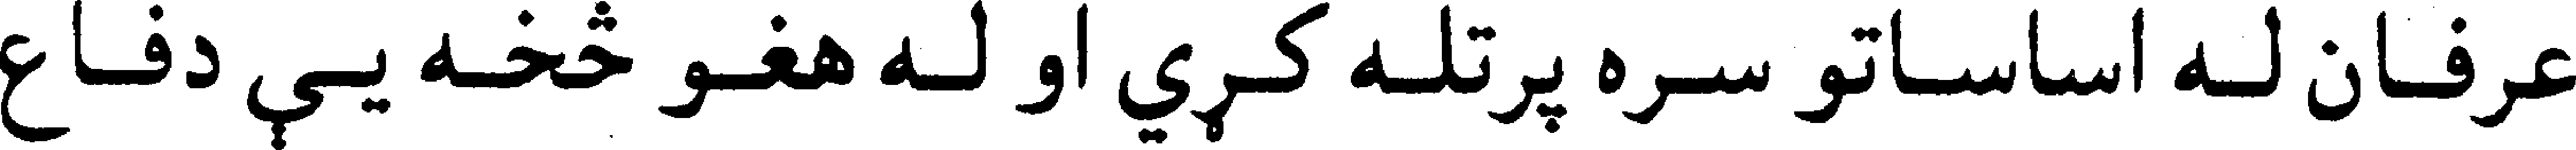 عرفان له اساساتو سره پرتله کړي او له هغو څخه يې دفاع